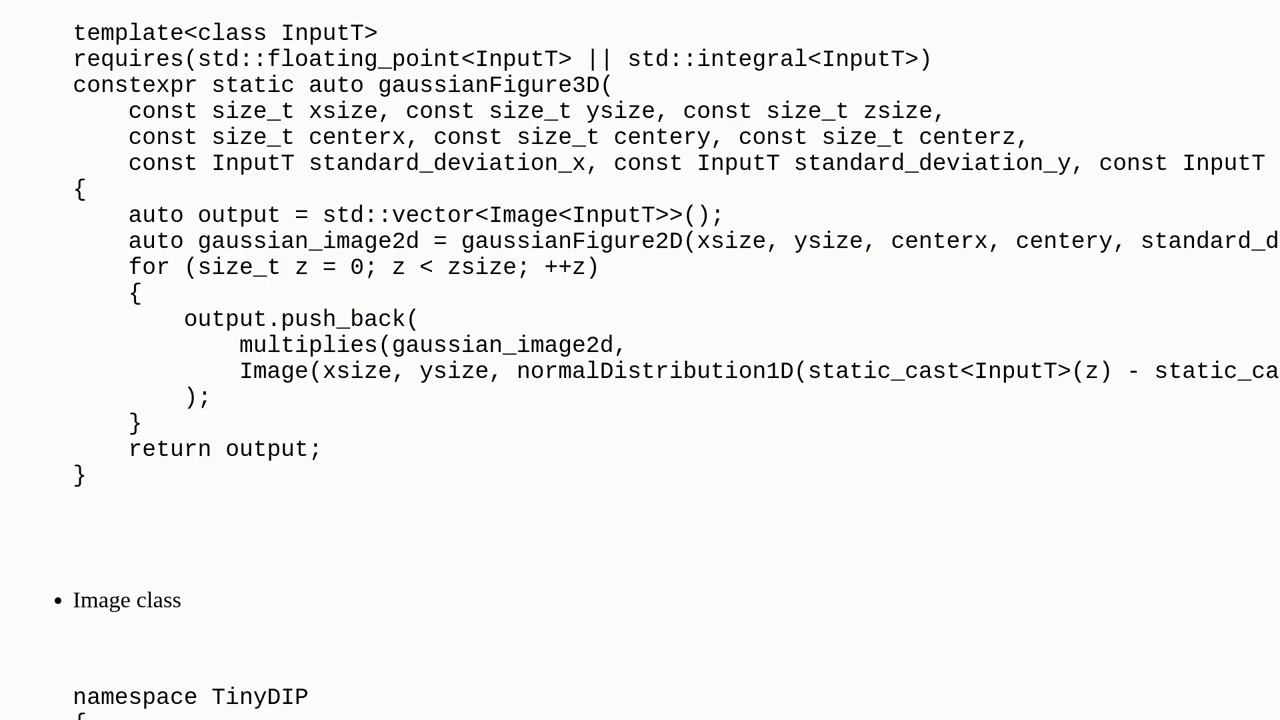 template<class InputT>
requires(std::floating_point<InputT> || std::integral<InputT>)
constexpr static auto gaussianFigure3D(
    const size_t xsize, const size_t ysize, const size_t zsize,
    const size_t centerx, const size_t centery, const size_t centerz,
    const InputT standard_deviation_x, const InputT standard_deviation_y, const InputT
{
    auto output = std::vector<Image<InputT>>();
    auto gaussian_image2d = gaussianFigure2D(xsize, ysize, centerx, centery, standard_d
    for (size_t z = 0; z < zsize; ++z)
    {
        output.push_back(
            multiplies(gaussian_image2d,
            Image(xsize, ysize, normalDistribution1D(static_cast<InputT>(z) - static_ca
        );
    }
    return output;
}
• Image class
namespace TinyDIP